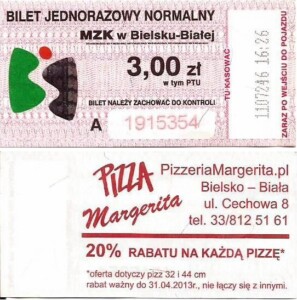 BILET JEDNORAZOWY NORMALNY
MZK w Bielsku-Białej
3,00 zł
w tym PTU
BILET NALEŻY ZACHOWAĆ DO KONTROLI
A 1915354
TU KASOWAĆ
1107246 16:26
ZARAZ PO WEJŚCIU DO POJAZDU
PIZZA
Margerita
PizzeriaMargerita.pl
Bielsko – Biała
ul. Cechowa 8
tel. 33/812 51 61
20% RABATU NA KAŻDĄ PIZZĘ*
*oferta dotyczy pizz 32 i 44 cm
rabat ważny do 31.04.2013r., nie łączy się z innymi.